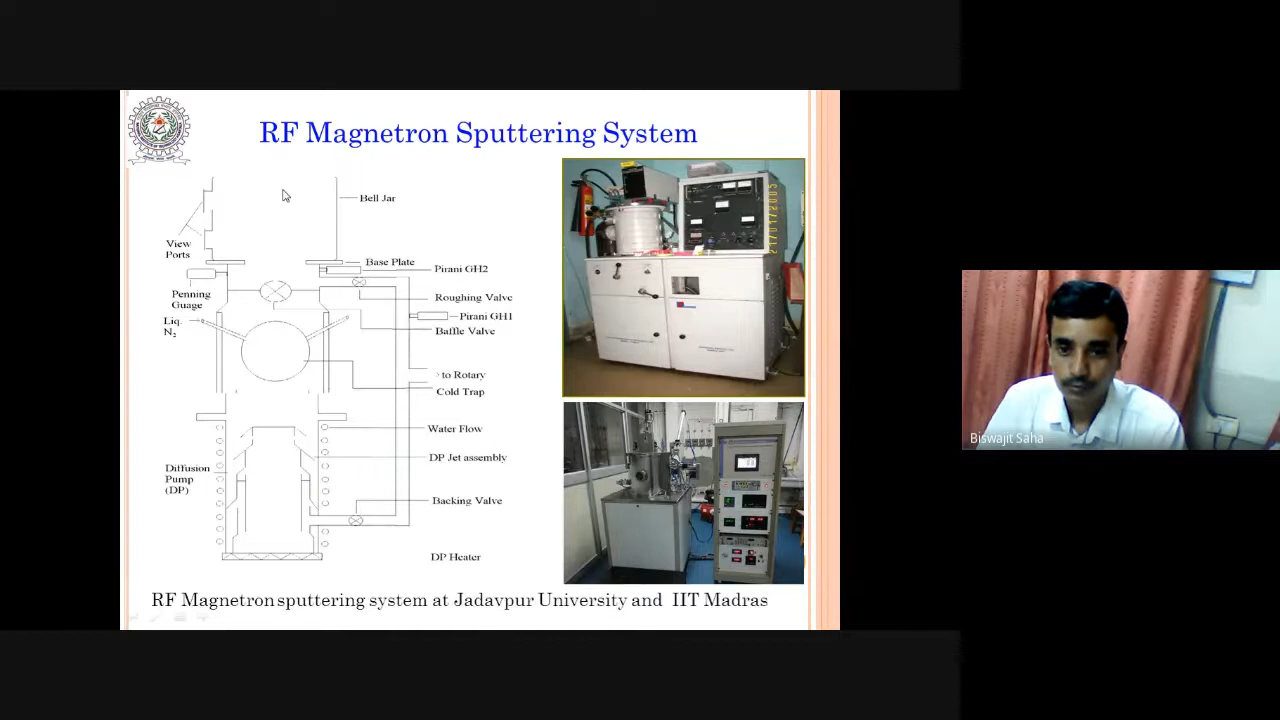 RF Magnetron Sputtering System
Bell Jar
View
Ports
Base Plate
Pirani GH2
Penning
Guage
Roughing Valve
Liq.
N2
Pirani GH1
Baffle Valve
to Rotary
Cold Trap
Water Flow
DP Jet assembly
Diffusion
Pump
(DP)
Backing Valve
DP Heater
RF Magnetron sputtering system at Jadavpur University and IIT Madras
Biswajit Saha